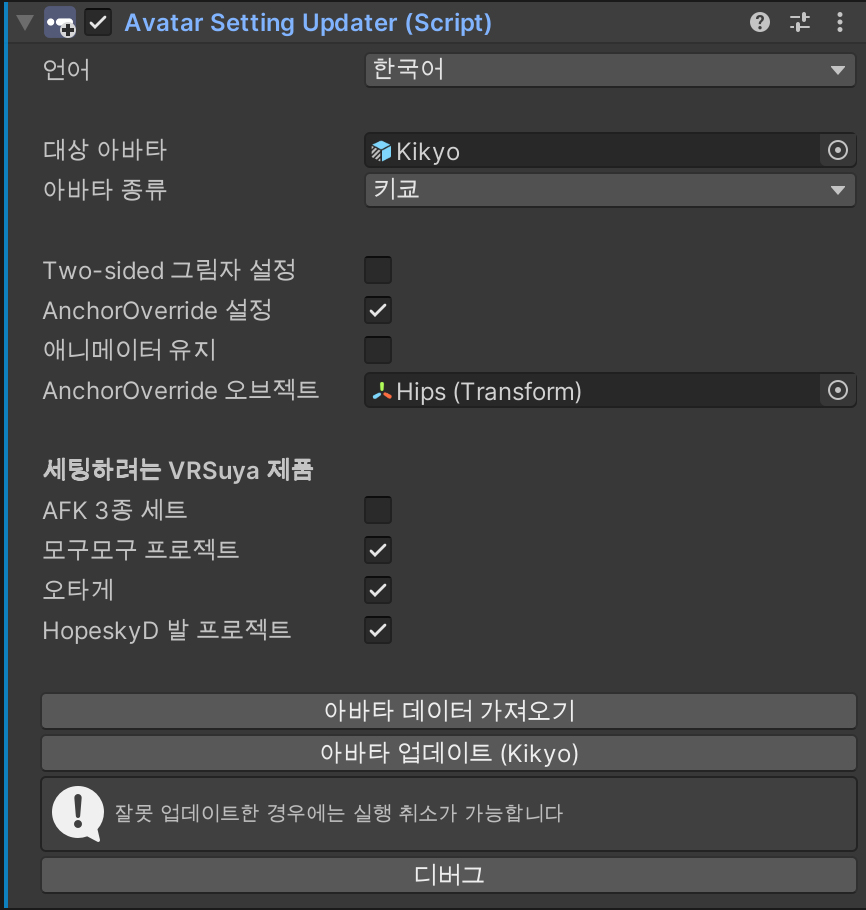 Avatar Setting Updater (Script)
언어 한국어
대상 아바타 Kikyo
아바타 종류 키쿄
Two-sided 그림자 설정
AnchorOverride 설정
애니메이터 유지
AnchorOverride 오브젝트 Hips (Transform)
세팅하려는 VRSuya 제품
AFK 3종 세트
모구모구 프로젝트
오타게
HopeskyD 발 프로젝트
아바타 데이터 가져오기
아바타 업데이트 (Kikyo)
잘못 업데이트한 경우에는 실행 취소가 가능합니다
디버그